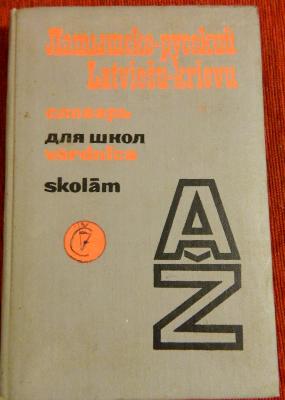 Латышско-русский
Latviešu-krievu
словарь
для школ
vārdnīca
skolām
A-Ž